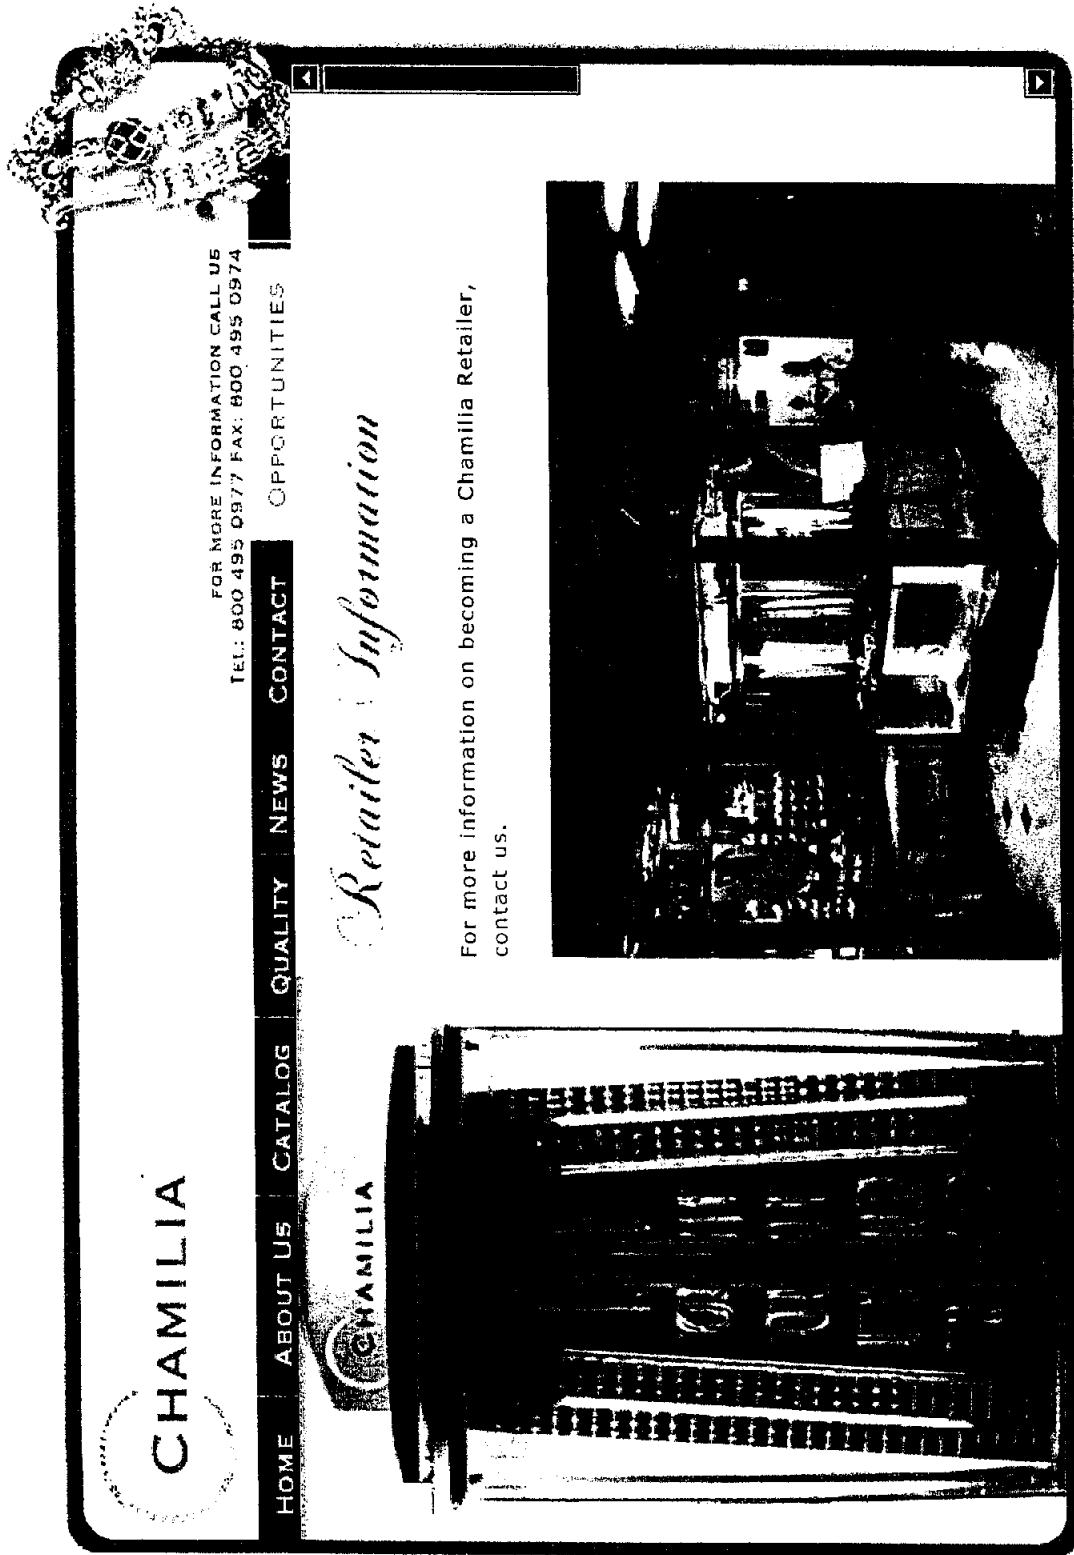 CHAMILIA
FOR MORE INFORMATION CALL US
TEL.: 800 495 0977 FAX: 800 495 0974
HOME ABOUT US CATALOG QUALITY NEWS CONTACT OPPORTUNITIES
CHAMILIA
Retailer Information
For more information on becoming a Chamilia Retailer,
contact us.